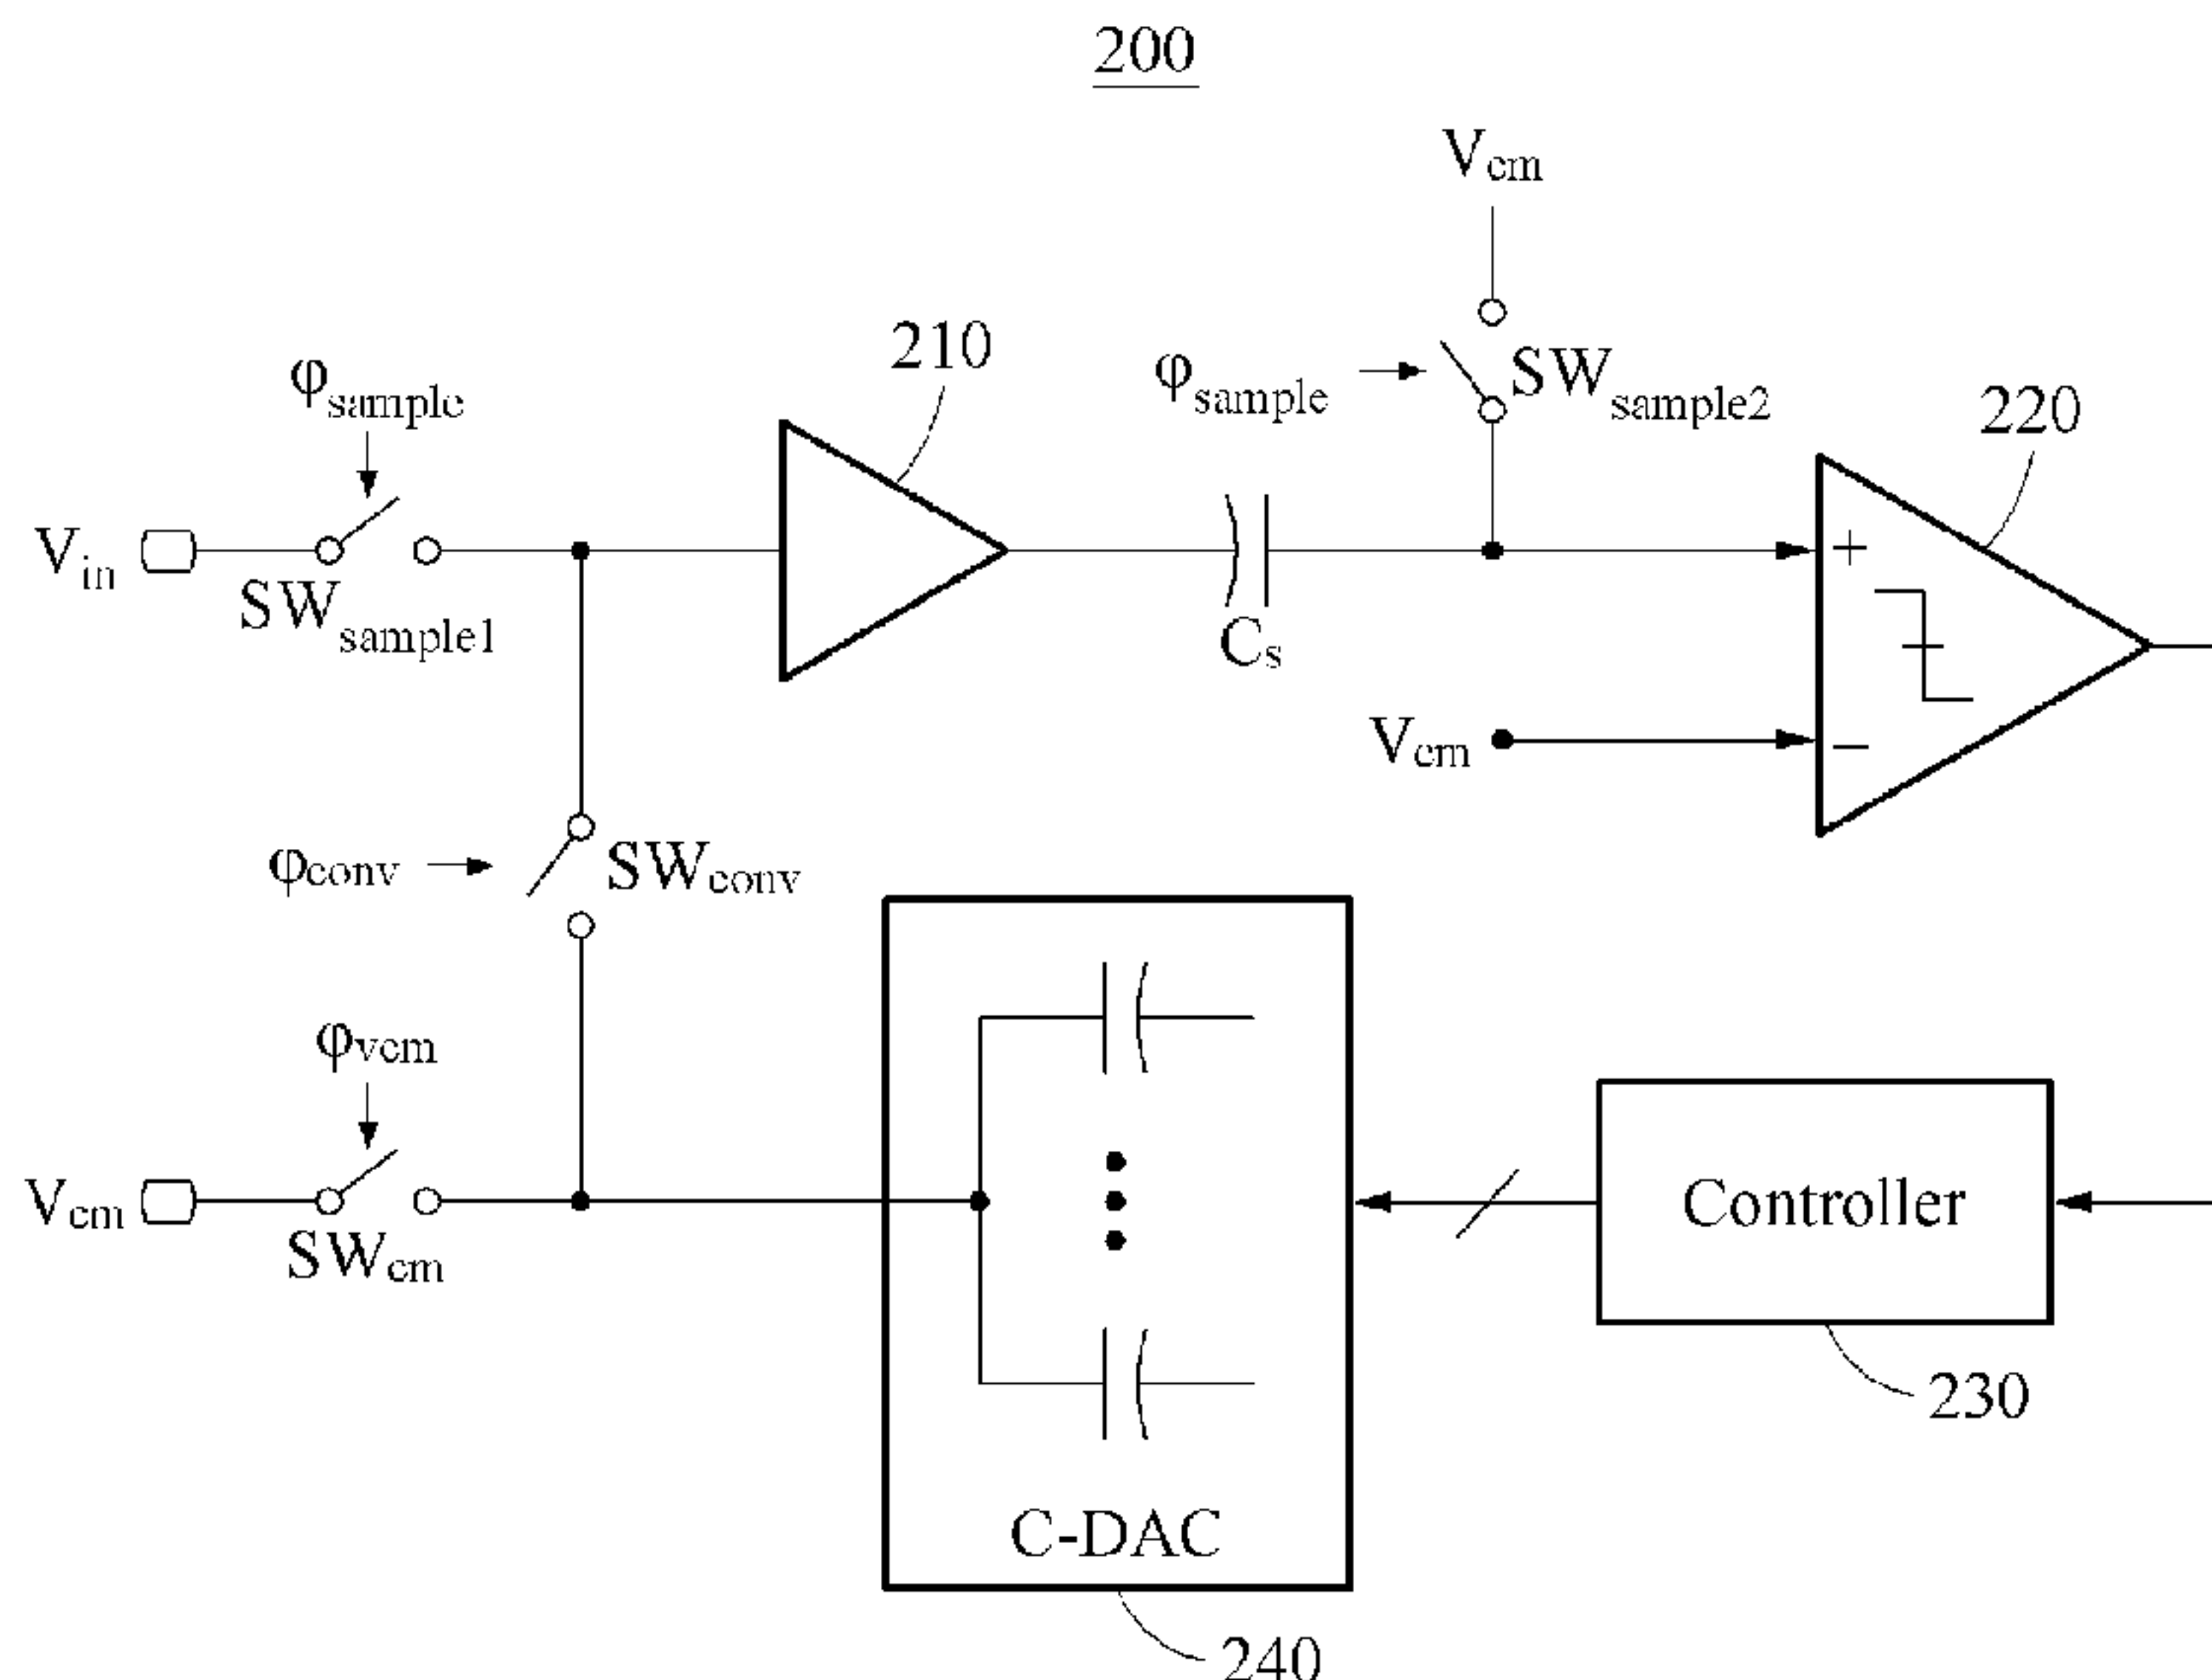 200
Vcm
210
φsample
SWsample2
φsample
220
Vin
SWsample1
+
Cs
Vcm
−
φconv
SWconv
φvcm
Vcm
SWcm
Controller
230
C-DAC
240